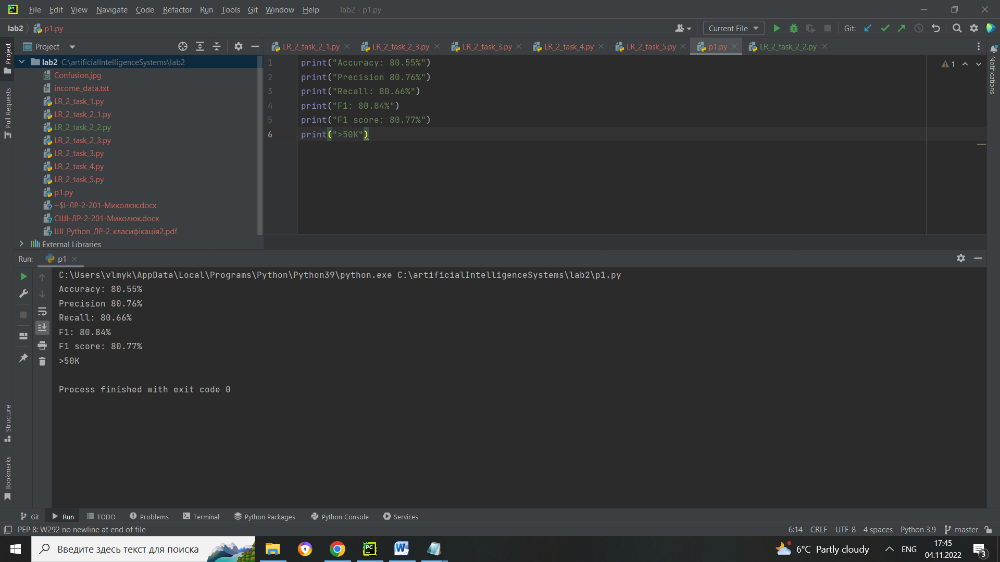 File Edit View Navigate Code Refactor Run Tools Git Window Help lab2 - p1.py
lab2 p1.py Current File Git:
Project
LR_2_task_2_1.py LR_2_task_2_3.py LR_2_task_3.py LR_2_task_4.py LR_2_task_5.py p1.py LR_2_task_2_2.py
Project
Pull Requests
Structure
Bookmarks
Notifications
lab2 C:\artificialIntelligenceSystems\lab2
Confusion.jpg
income_data.txt
LR_2_task_1.py
LR_2_task_2_1.py
LR_2_task_2_2.py
LR_2_task_2_3.py
LR_2_task_3.py
LR_2_task_4.py
LR_2_task_5.py
p1.py
~$І-ЛР-2-201-Миколюк.docx
СШІ-ЛР-2-201-Миколюк.docx
ШІ_Python_ЛР-2_класифікація2.pdf
External Libraries
1 print("Accuracy: 80.55%")
2 print("Precision 80.76%")
3 print("Recall: 80.66%")
4 print("F1: 80.84%")
5 print("F1 score: 80.77%")
6 print(">50K")
1
Run: p1
C:\Users\vlmyk\AppData\Local\Programs\Python\Python39\python.exe C:\artificialIntelligenceSystems\lab2\p1.py
Accuracy: 80.55%
Precision 80.76%
Recall: 80.66%
F1: 80.84%
F1 score: 80.77%
>50K
Process finished with exit code 0
Git Run TODO Problems Terminal Python Packages Python Console Services
PEP 8: W292 no newline at end of file 6:14 CRLF UTF-8 4 spaces Python 3.9 master
Введите здесь текст для поиска
6°C Partly cloudy ENG
17:45
04.11.2022
3